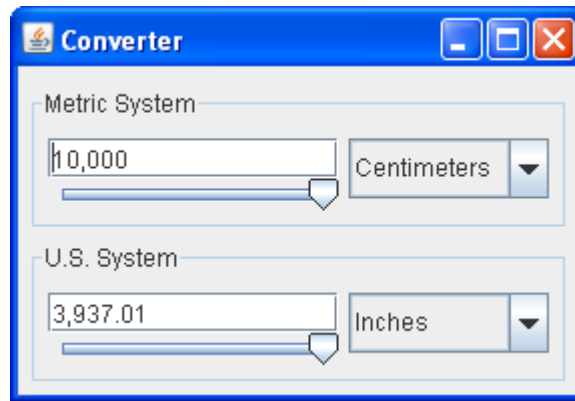 Converter
Metric System
10,000
Centimeters
U.S. System
3,937.01
Inches